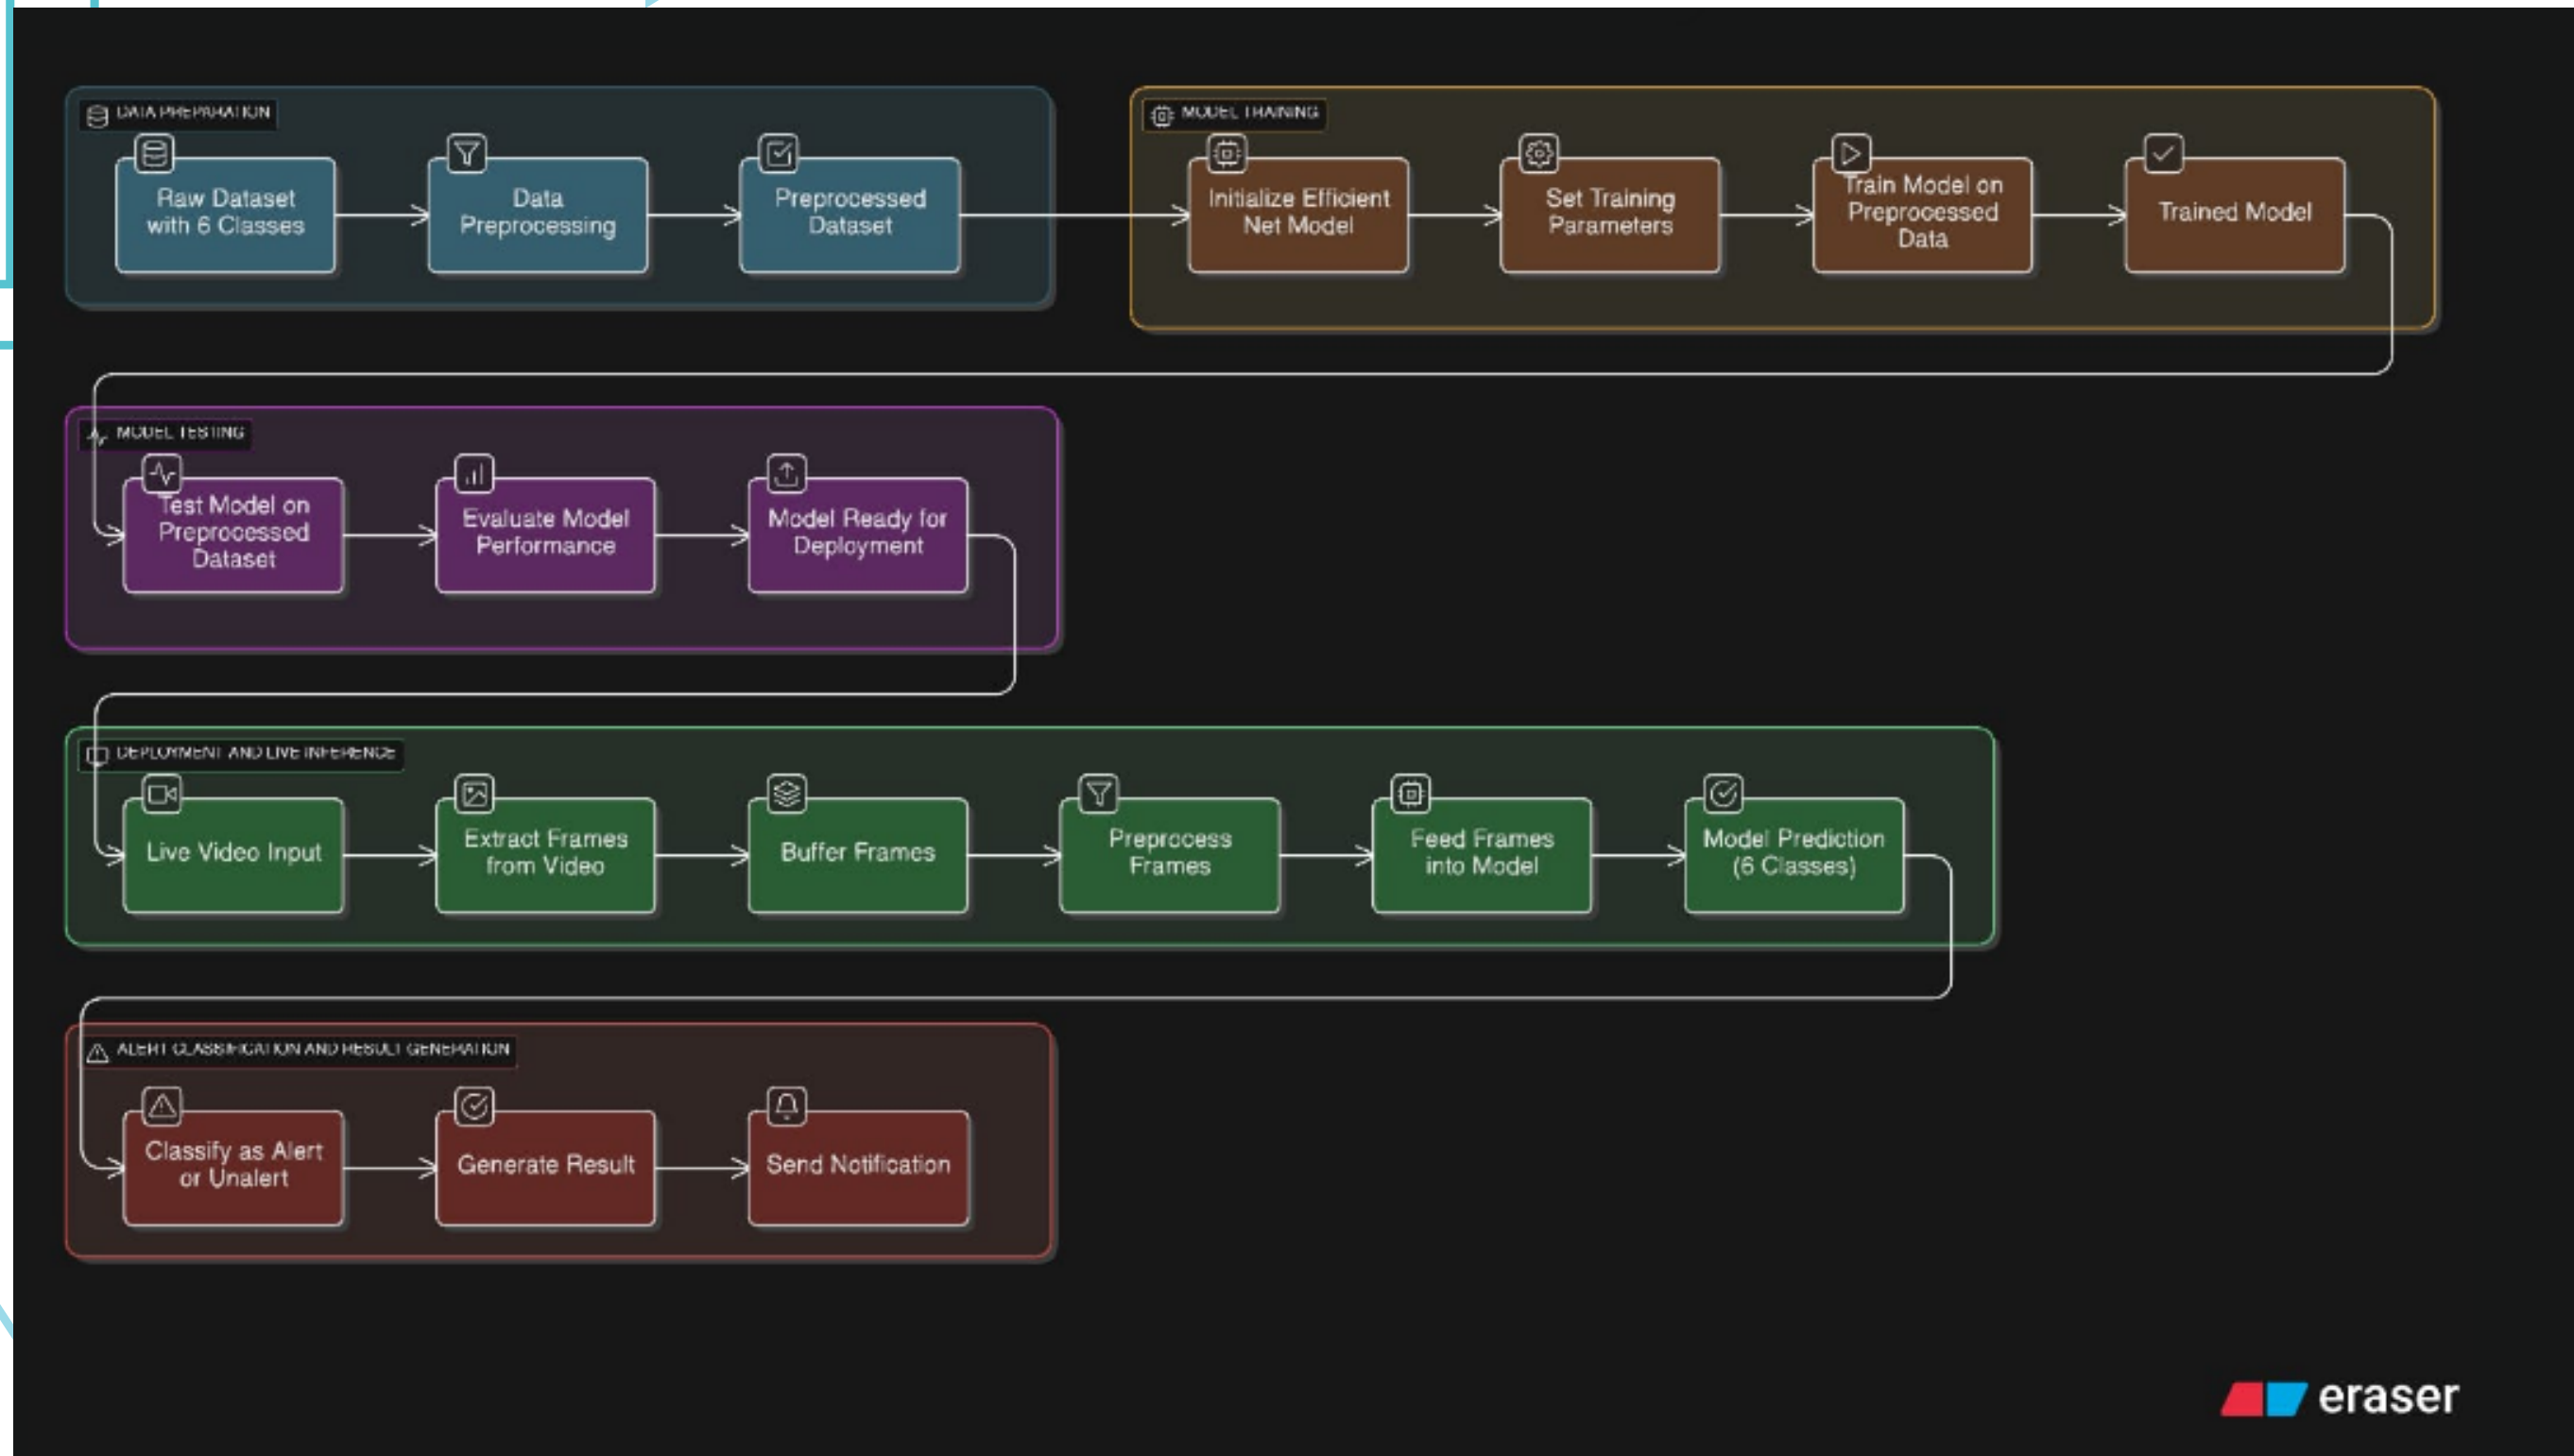 DATA PREPARATION
Raw Dataset
with 6 Classes
Data
Preprocessing
Preprocessed
Dataset
MODEL TRAINING
Initialize Efficient
Net Model
Set Training
Parameters
Train Model on
Preprocessed
Data
Trained Model
MODEL TESTING
Test Model on
Preprocessed
Dataset
Evaluate Model
Performance
Model Ready for
Deployment
DEPLOYMENT AND LIVE INFERENCE
Live Video Input
Extract Frames
from Video
Buffer Frames
Preprocess
Frames
Feed Frames
into Model
Model Prediction
(6 Classes)
ALERT CLASSIFICATION AND RESULT GENERATION
Classify as Alert
or Unalert
Generate Result
Send Notification
eraser